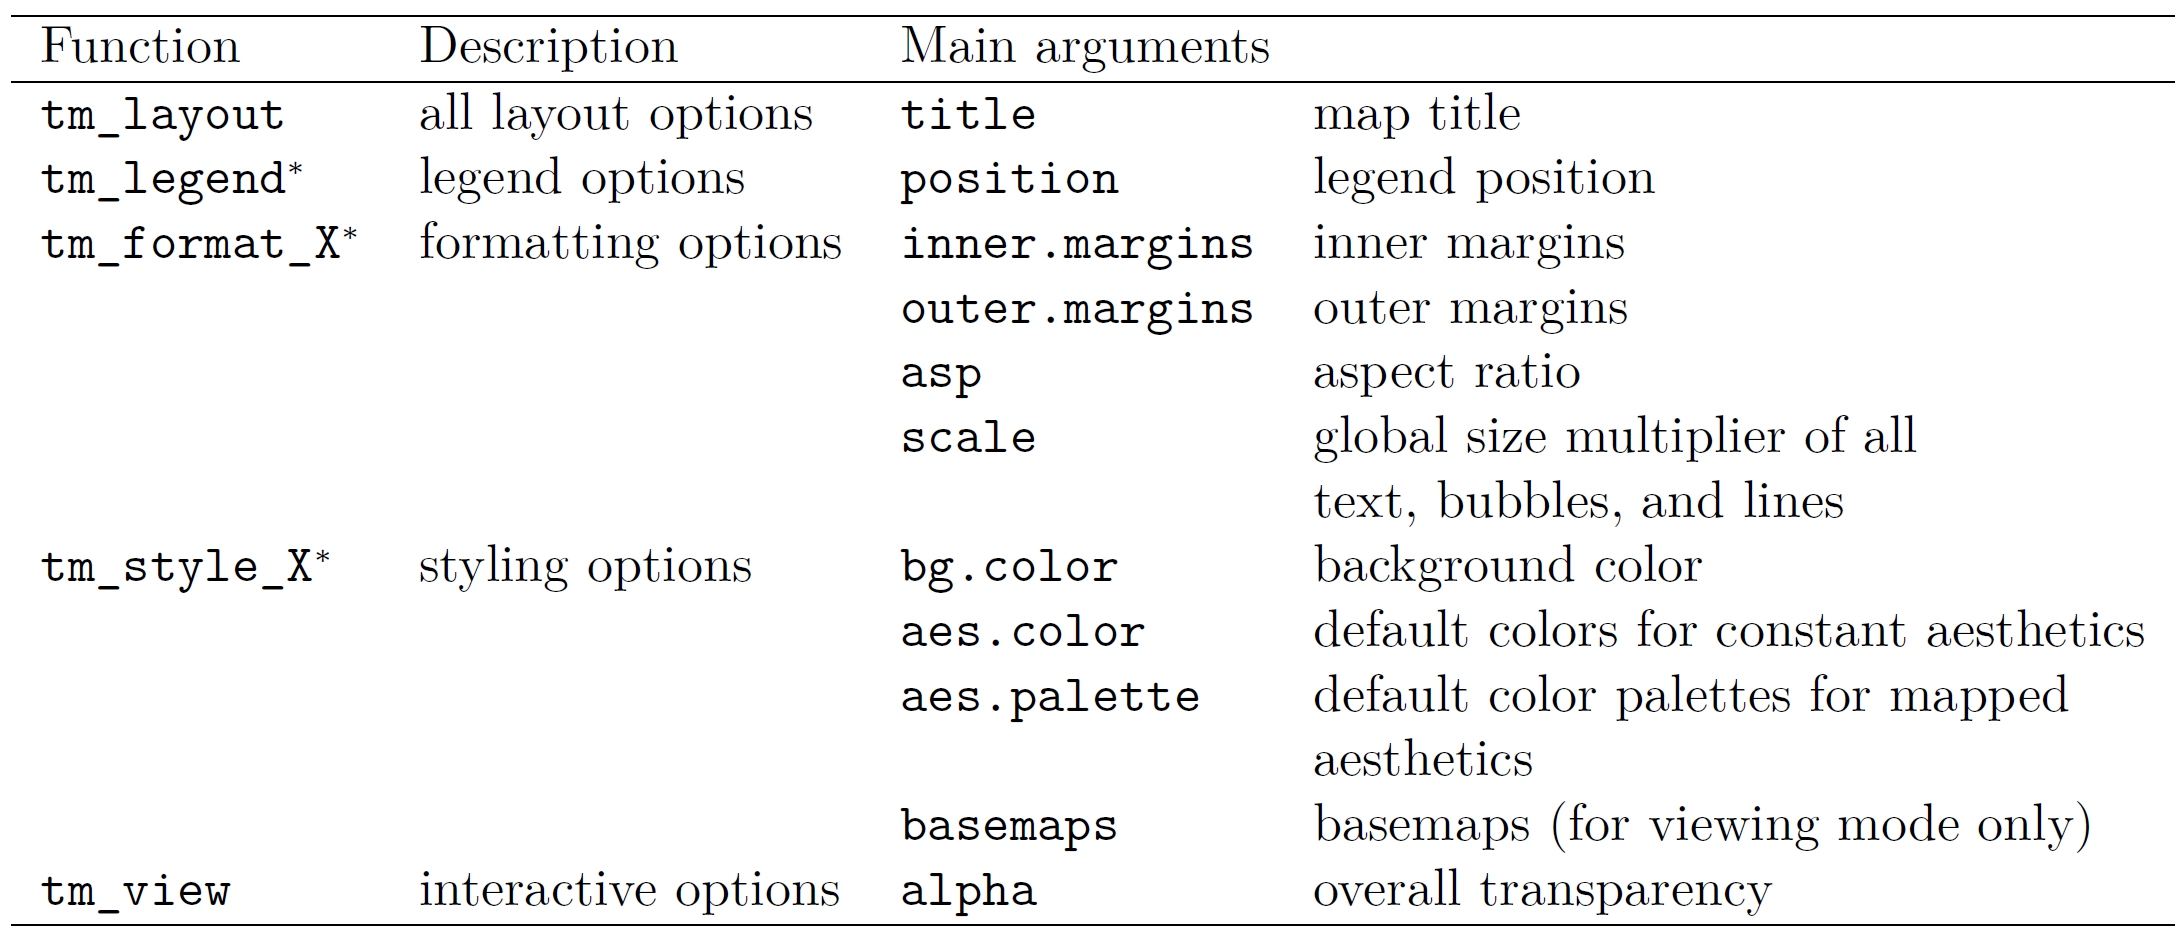 Function Description Main arguments
tm_layout all layout options title map title
tm_legend* legend options position legend position
tm_format_X* formatting options inner.margins inner margins
outer.margins outer margins
asp aspect ratio
scale global size multiplier of all
text, bubbles, and lines
tm_style_X* styling options bg.color background color
aes.color default colors for constant aesthetics
aes.palette default color palettes for mapped
aesthetics
basemaps basemaps (for viewing mode only)
tm_view interactive options alpha overall transparency